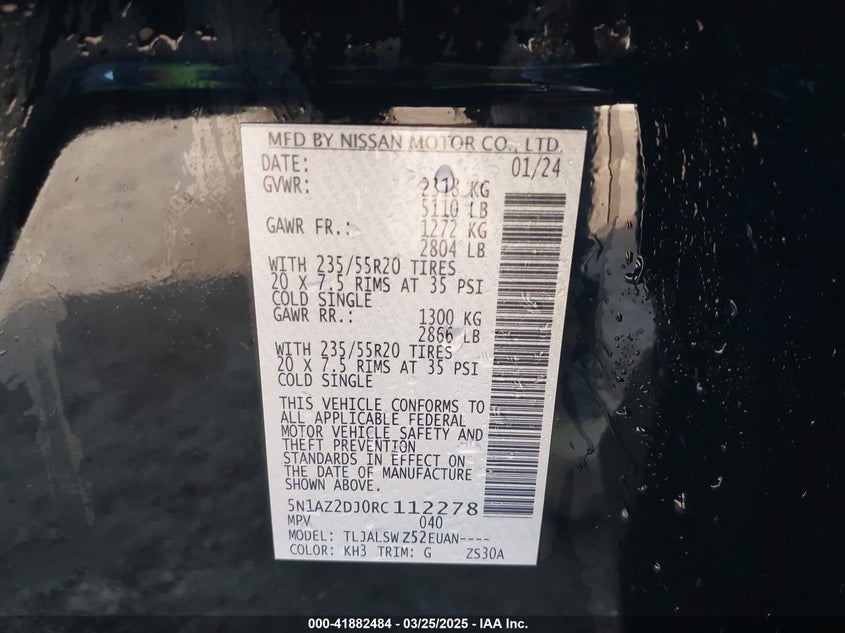 MFD BY NISSAN MOTOR CO., LTD.
DATE: 01/24
GVWR: KG
5110 LB
GAWR FR.: 1272 KG
2804 LB
WITH 235/55R20 TIRES
20 X 7.5 RIMS AT 35 PSI
COLD SINGLE
GAWR RR.: 1300 KG
2866 LB
WITH 235/55R20 TIRES
20 X 7.5 RIMS AT 35 PSI
COLD SINGLE
THIS VEHICLE CONFORMS TO
ALL APPLICABLE FEDERAL
MOTOR VEHICLE SAFETY AND
THEFT PREVENTION
STANDARDS IN EFFECT ON
THE DATE OF MANUFACTURE
SHOWN ABOVE.
5N1AZ2DJ0RC112278
MPV 040
MODEL: TLJALSWZ52EUAN----
COLOR: KH3 TRIM: G ZS30A
000-41882484 — 03/25/2025 — IAA Inc.